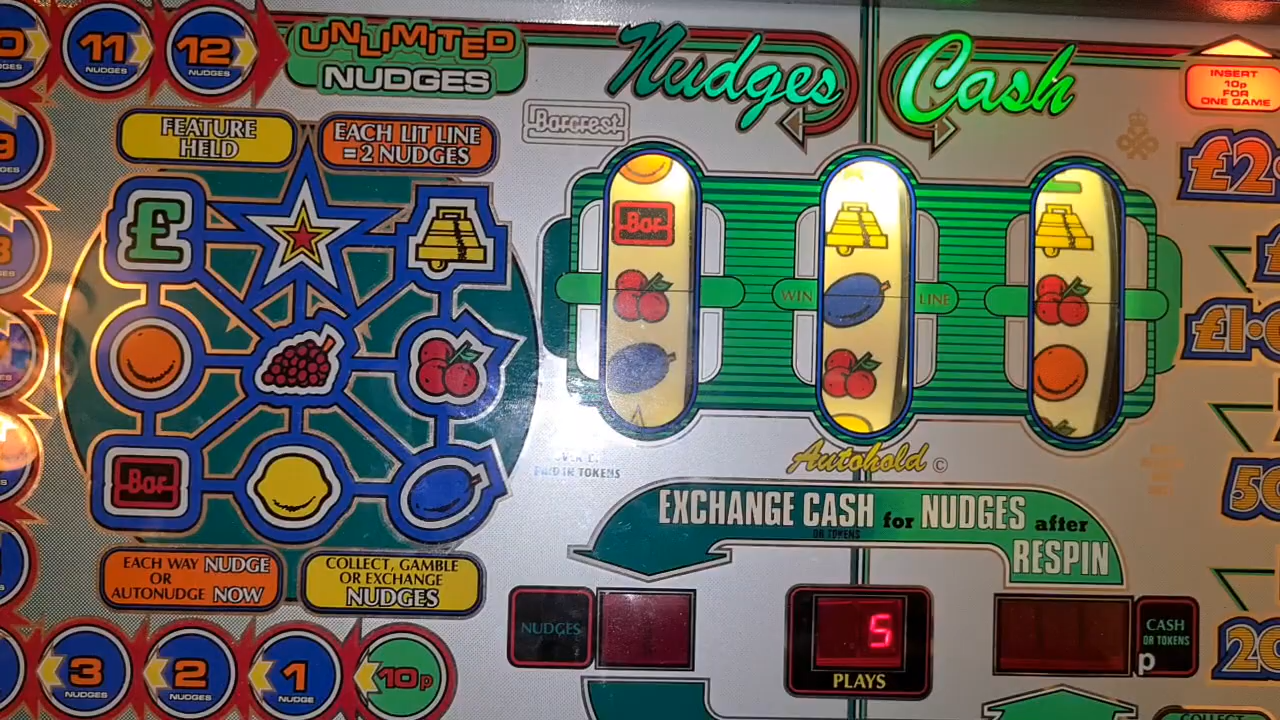 11
NUDGES
12
NUDGES
UNLIMITED
NUDGES
Nudges
Cash
INSERT
10p
FOR
ONE GAME
Barcrest
FEATURE
HELD
EACH LIT LINE
=2 NUDGES
£
Bar
WIN
LINE
Bar
Autohold ©
PAID IN TOKENS
EXCHANGE CASH for NUDGES after
OR TOKENS
RESPIN
EACH WAY NUDGE
OR
AUTONUDGE NOW
COLLECT, GAMBLE
OR EXCHANGE
NUDGES
NUDGES
5
PLAYS
CASH
OR TOKENS
p
3
NUDGES
2
NUDGES
1
NUDGE
10p